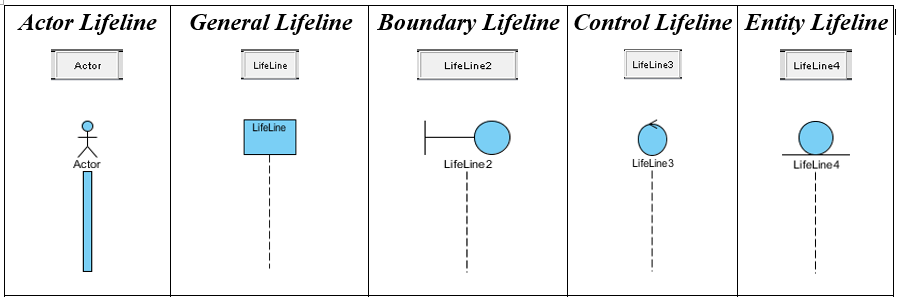 Actor Lifeline General Lifeline Boundary Lifeline Control Lifeline Entity Lifeline
Actor LifeLine LifeLine2 LifeLine3 LifeLine4
LifeLine
Actor LifeLine2 LifeLine3 LifeLine4